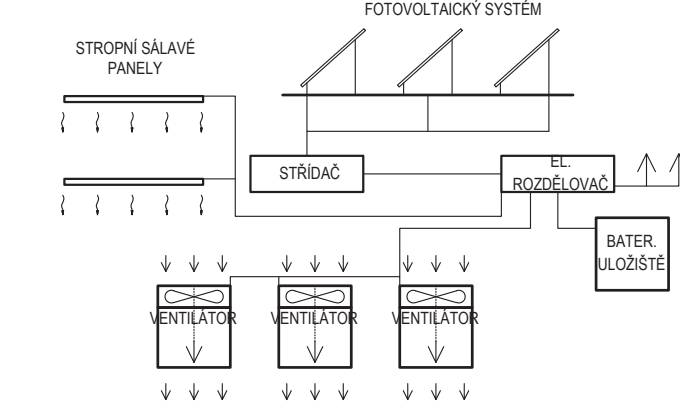 FOTOVOLTAICKÝ SYSTÉM
STROPNÍ SÁLAVÉ
PANELY
STŘÍDAČ
EL.
ROZDĚLOVAČ
BATER.
ULOŽIŠTĚ
VENTILÁTOR
VENTILÁTOR
VENTILÁTOR